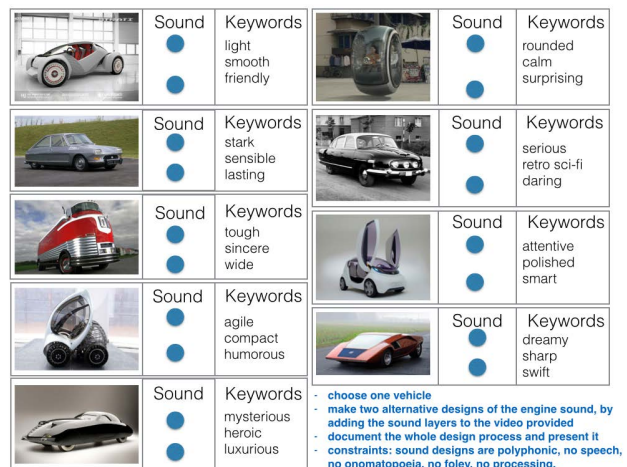 Sound Keywords
light
smooth
friendly
Sound Keywords
stark
sensible
lasting
Sound Keywords
tough
sincere
wide
Sound Keywords
agile
compact
humorous
Sound Keywords
mysterious
heroic
luxurious
Sound Keywords
rounded
calm
surprising
Sound Keywords
serious
retro sci-fi
daring
Sound Keywords
attentive
polished
smart
Sound Keywords
dreamy
sharp
swift
- choose one vehicle
- make two alternative designs of the engine sound, by
adding the sound layers to the video provided
- document the whole design process and present it
- constraints: sound designs are polyphonic, no speech,
no onomatopoeia, no foley, no processing.